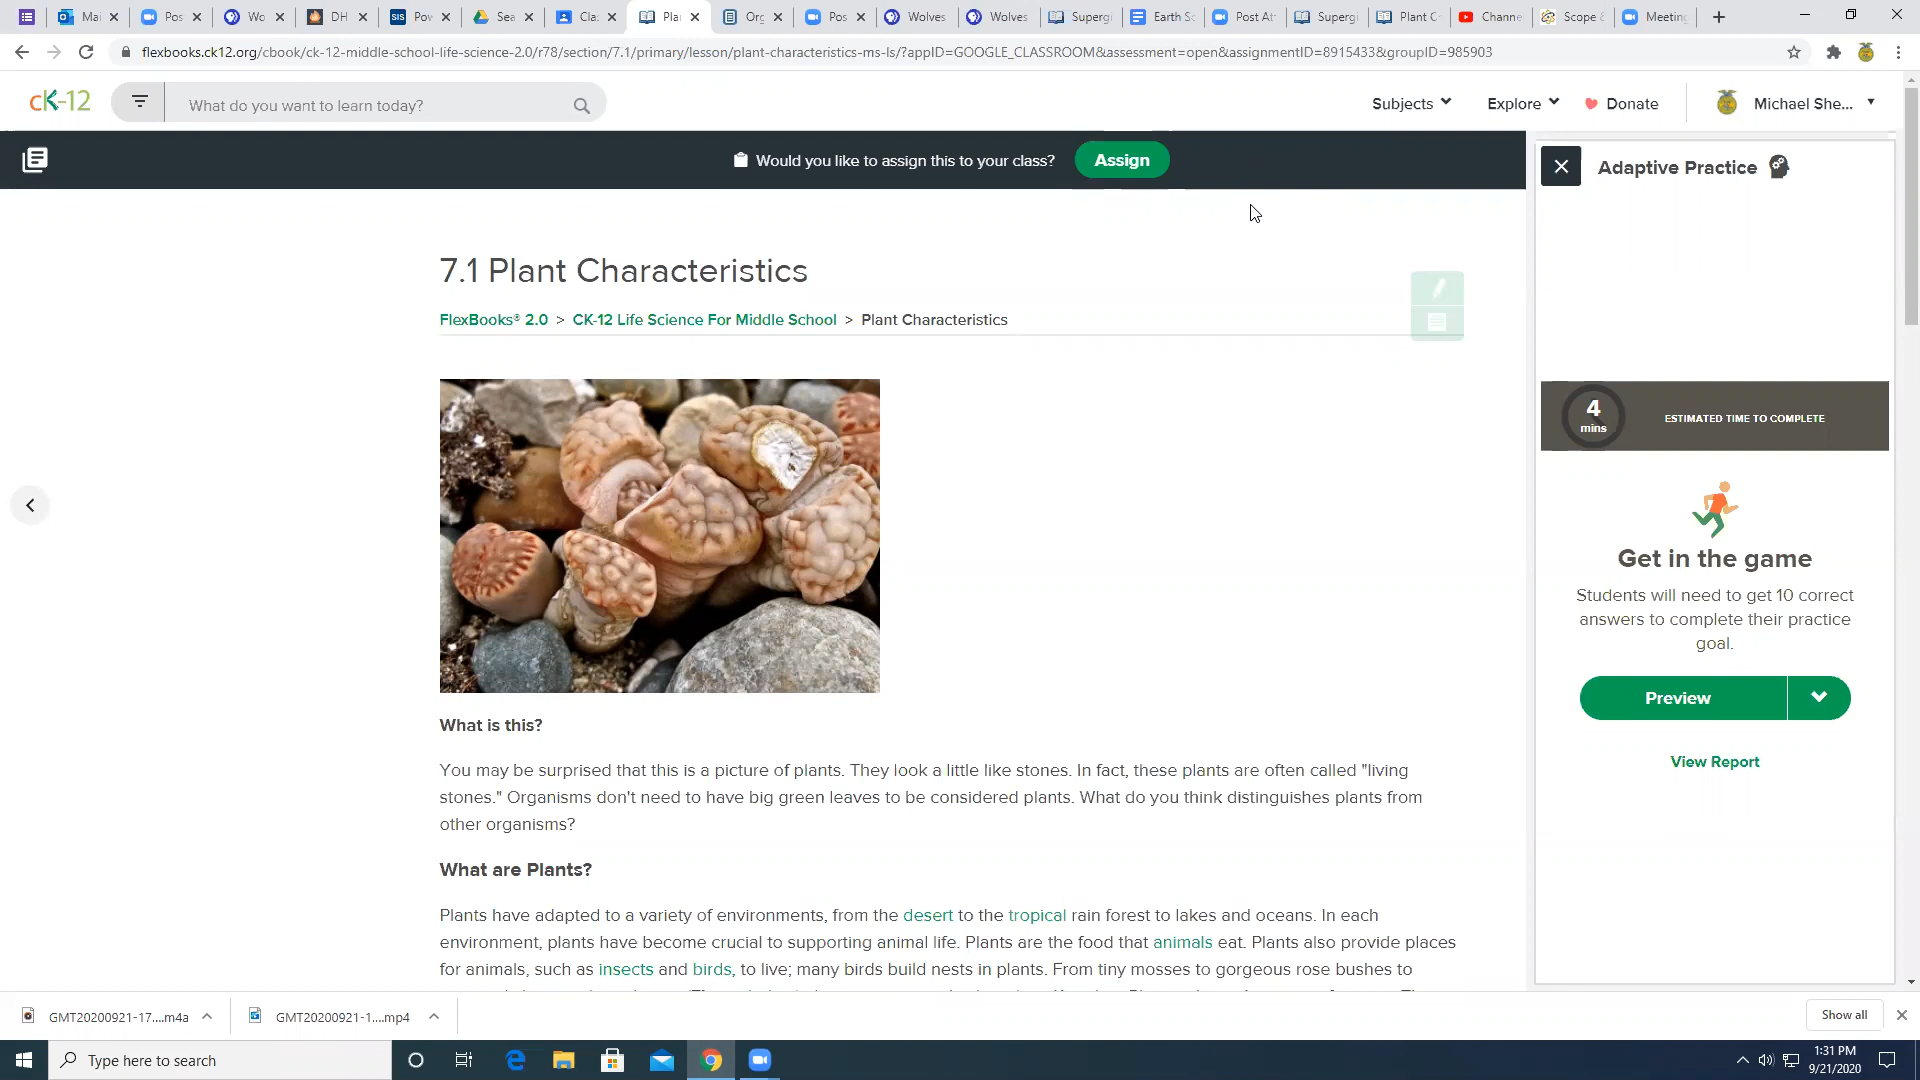 Mai
Pos
Wo
DH
SIS
Pow
Sea
Cla
Pla
Org
Pos
Wolves
Wolves
Supergi
Earth Sc
Post Att
Supergi
Plant C
Channe
Scope &
Meeting
flexbooks.ck12.org/cbook/ck-12-middle-school-life-science-2.0/r78/section/7.1/primary/lesson/plant-characteristics-ms-ls/?appID=GOOGLE_CLASSROOM&assessment=open&assignmentID=8915433&groupID=985903
cK-12
What do you want to learn today?
Subjects
Explore
Donate
Michael She...
Would you like to assign this to your class?
Assign
Adaptive Practice
7.1 Plant Characteristics
FlexBooks® 2.0 > CK-12 Life Science For Middle School > Plant Characteristics
4
mins
ESTIMATED TIME TO COMPLETE
Get in the game
Students will need to get 10 correct
answers to complete their practice
goal.
Preview
View Report
What is this?
You may be surprised that this is a picture of plants. They look a little like stones. In fact, these plants are often called "living
stones." Organisms don't need to have big green leaves to be considered plants. What do you think distinguishes plants from
other organisms?
What are Plants?
Plants have adapted to a variety of environments, from the desert to the tropical rain forest to lakes and oceans. In each
environment, plants have become crucial to supporting animal life. Plants are the food that animals eat. Plants also provide places
for animals, such as insects and birds, to live; many birds build nests in plants. From tiny mosses to gorgeous rose bushes to
GMT20200921-17....m4a
GMT20200921-1....mp4
Show all
Type here to search
1:31 PM
9/21/2020